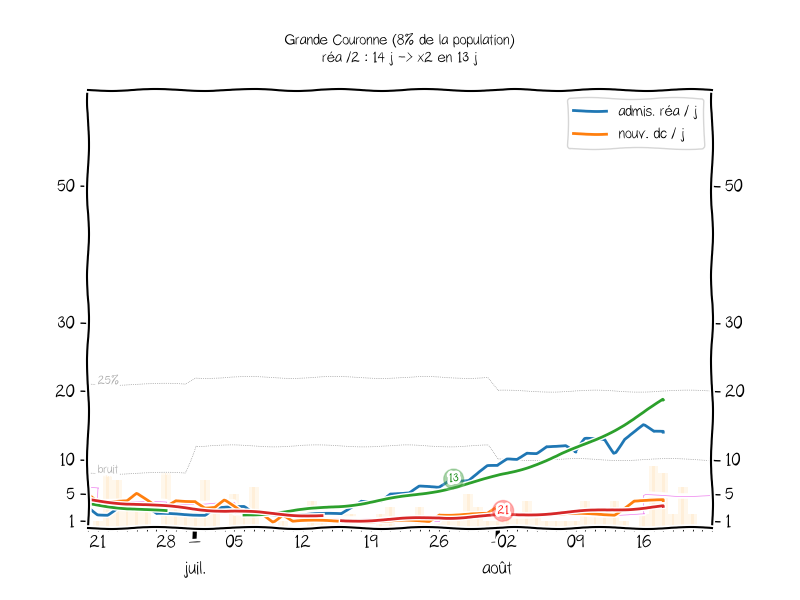 Grande Couronne (8% de la population)
réa /2 : 14 j -> x2 en 13 j
admis. réa / j
nouv. dc / j
50 50
30 30
25%
20 20
13
bruit
10 10
5 5
21
1 1
21 28 05 12 19 26 02 09 16
juil. août